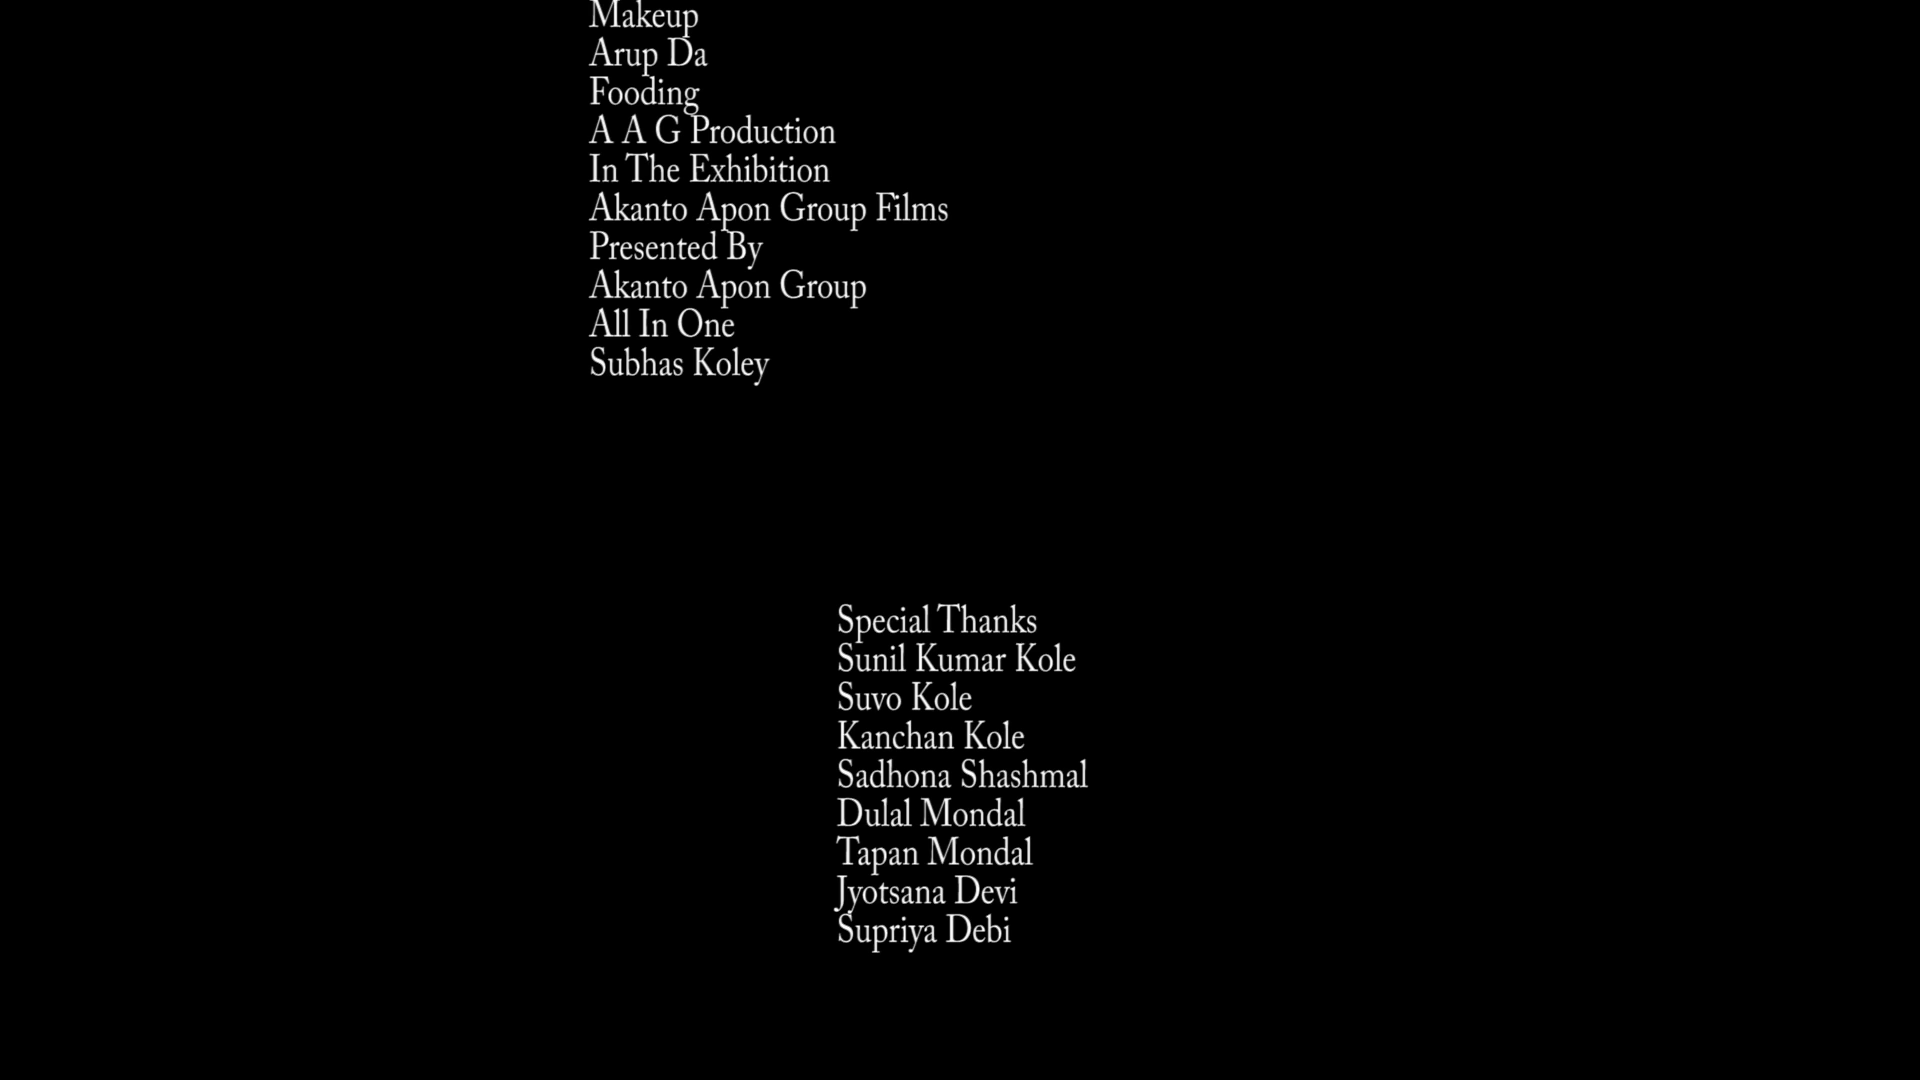 Makeup
Arup Da
Fooding
A A G Production
In The Exhibition
Akanto Apon Group Films
Presented By
Akanto Apon Group
All In One
Subhas Koley
Special Thanks
Sunil Kumar Kole
Suvo Kole
Kanchan Kole
Sadhona Shashmal
Dulal Mondal
Tapan Mondal
Jyotsana Devi
Supriya Debi